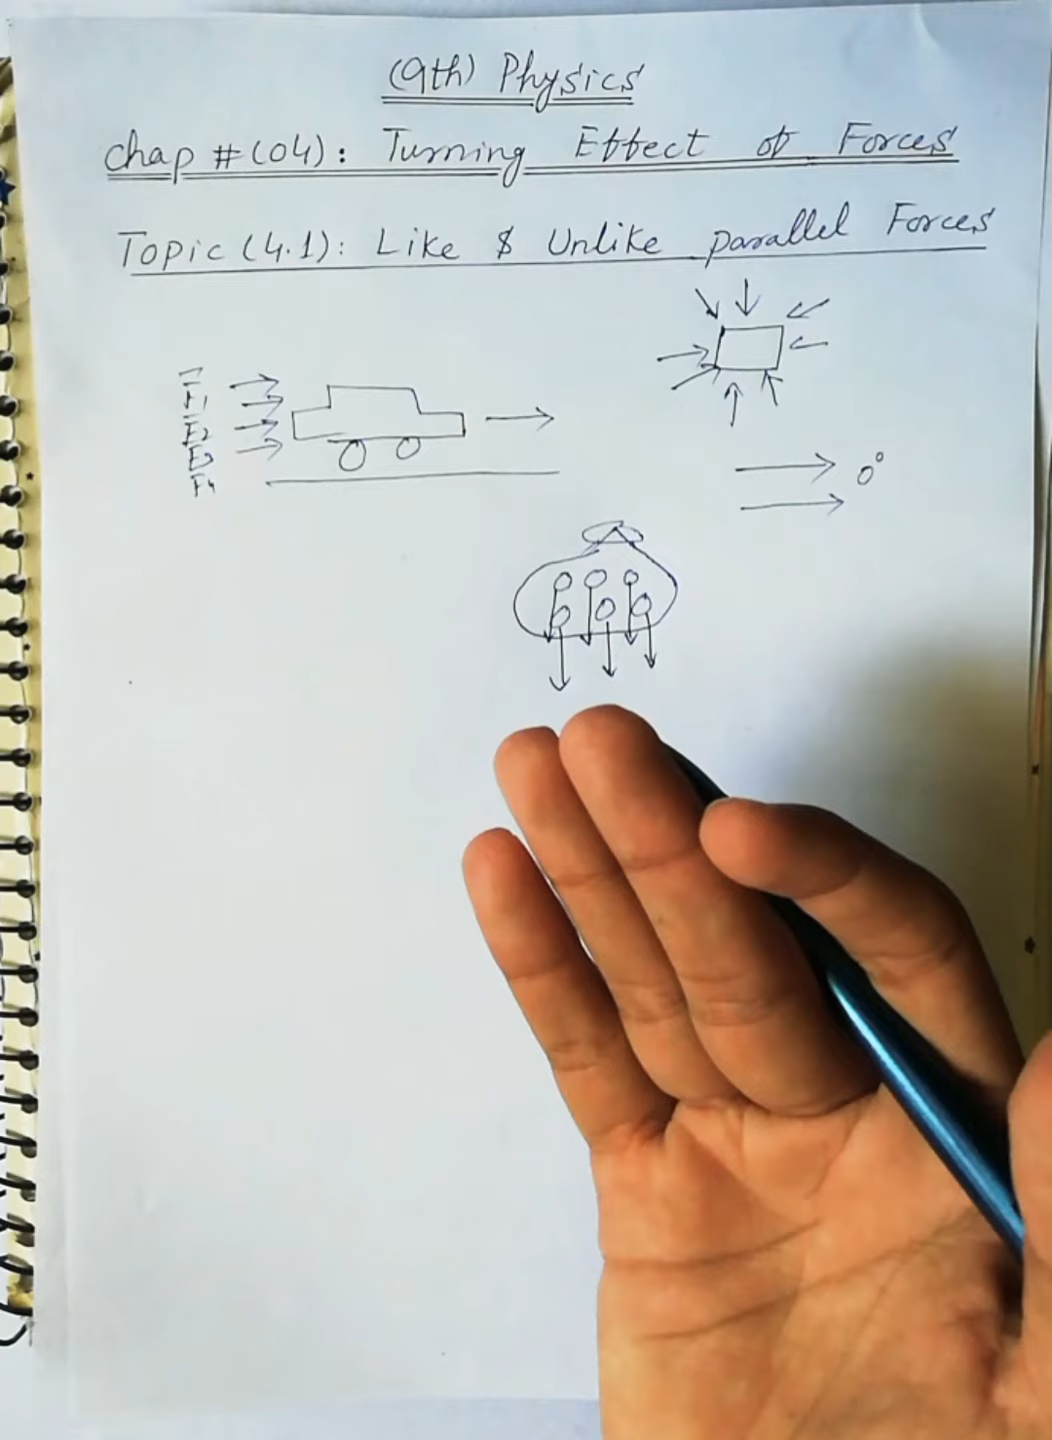 (9th) Physics
Chap # (04): Turning Effect of Forces
Topic (4.1): Like & Unlike parallel Forces
F1
F2
F3
F4
0°